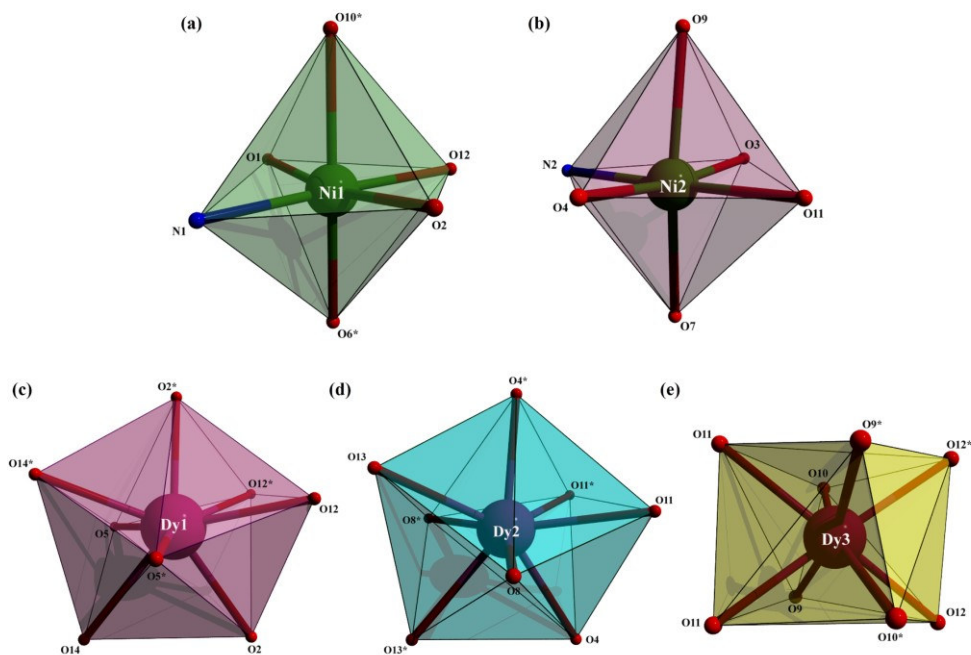 (a)
O10*
O1
O12
Ni1
N1
O2
O6*
(b)
O9
N2
O3
Ni2
O4
O11
O7
(c)
O2*
O14*
O12*
O12
Dy1
O5
O5*
O14
O2
(d)
O4*
O13
O11*
O11
O8*
Dy2
O8
O13*
O4
(e)
O9*
O11
O12*
O10
Dy3
O9
O11
O12
O10*